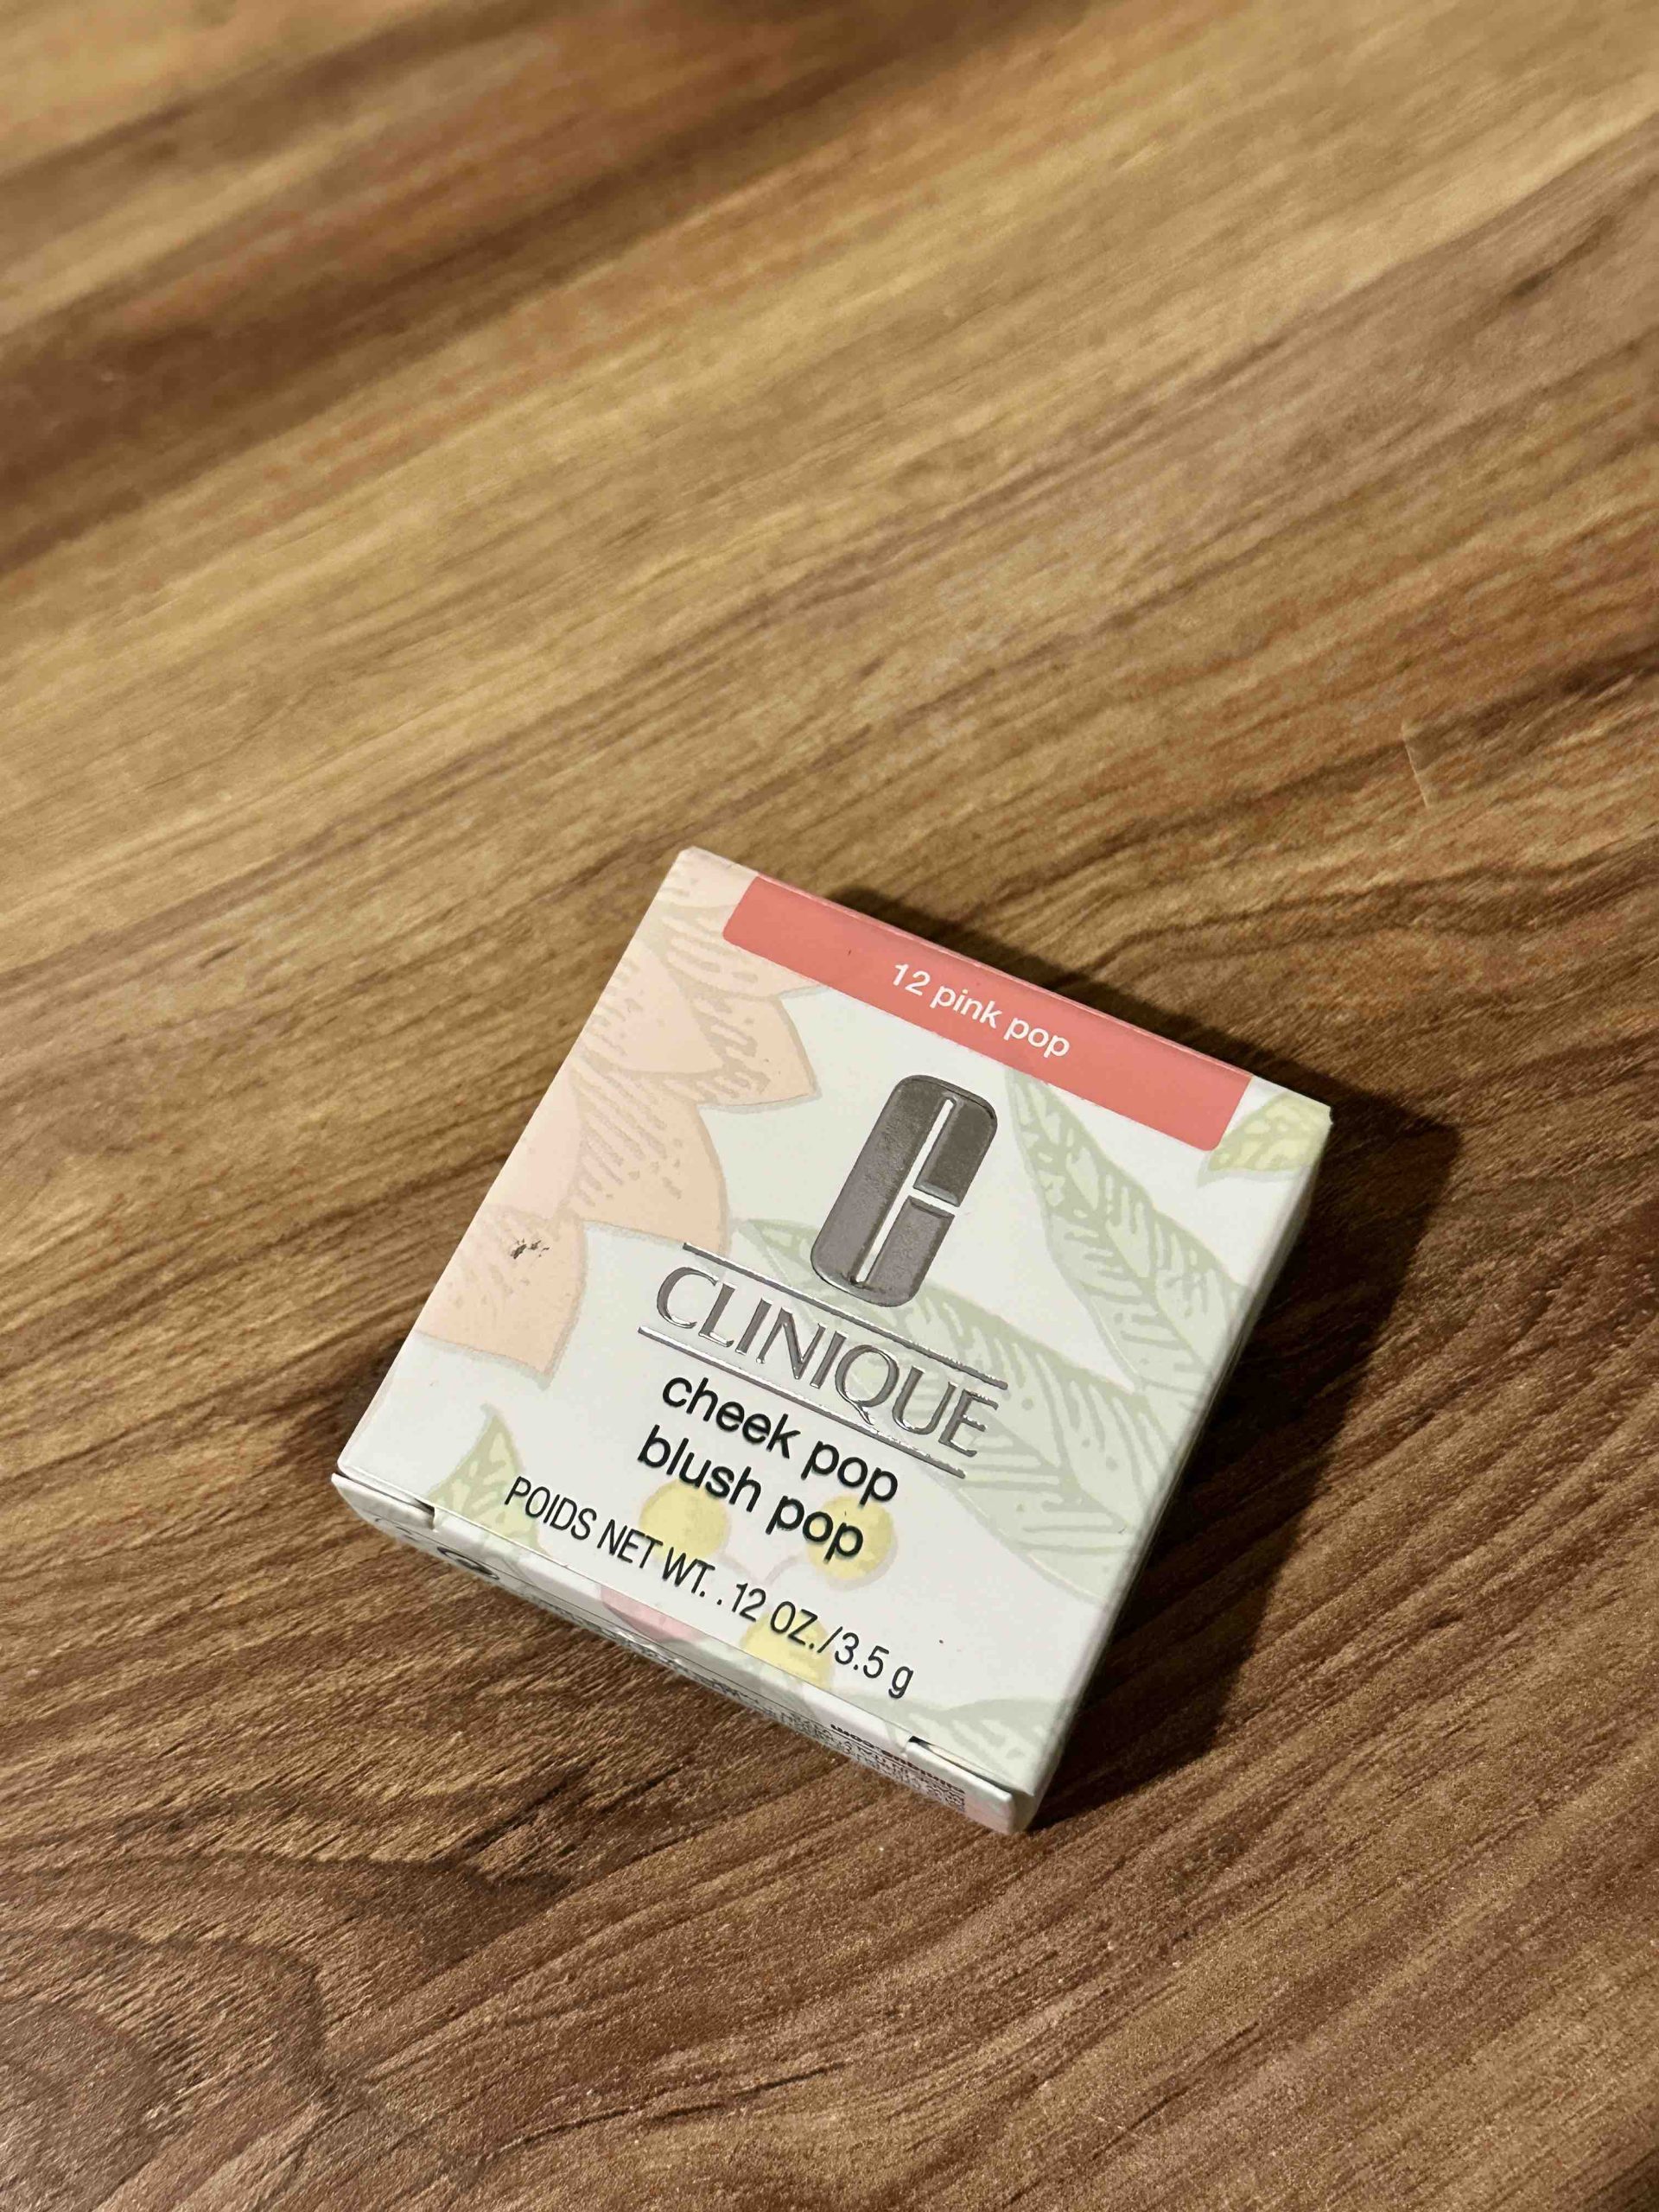 12 pink pop
CLINIQUE
cheek pop
blush pop
POIDS NET WT. .12 OZ./3.5 g